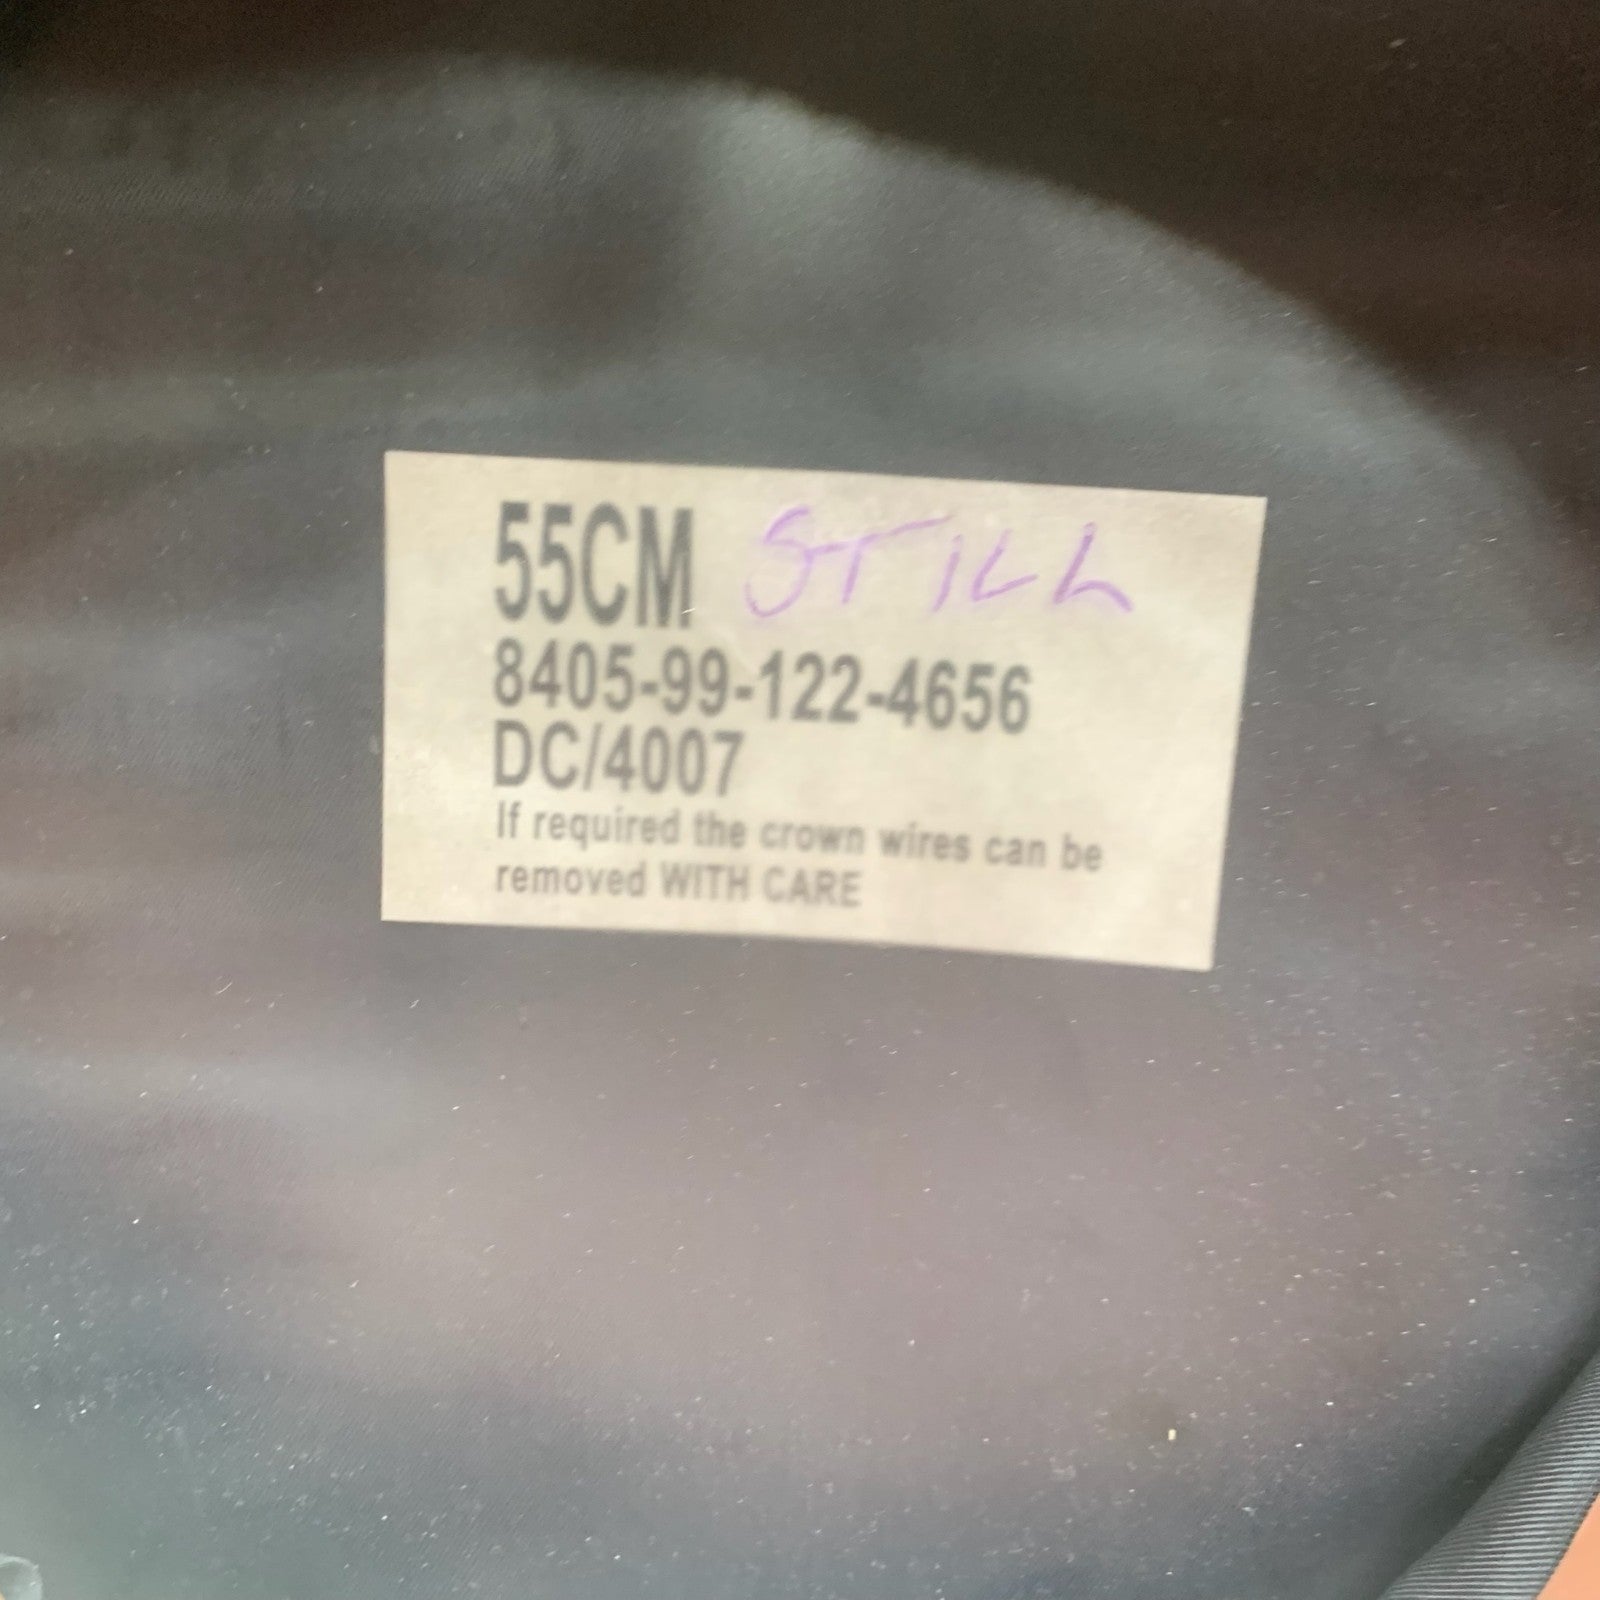 55CM STILL
8405-99-122-4656
DC/4007
If required the crown wires can be
removed WITH CARE